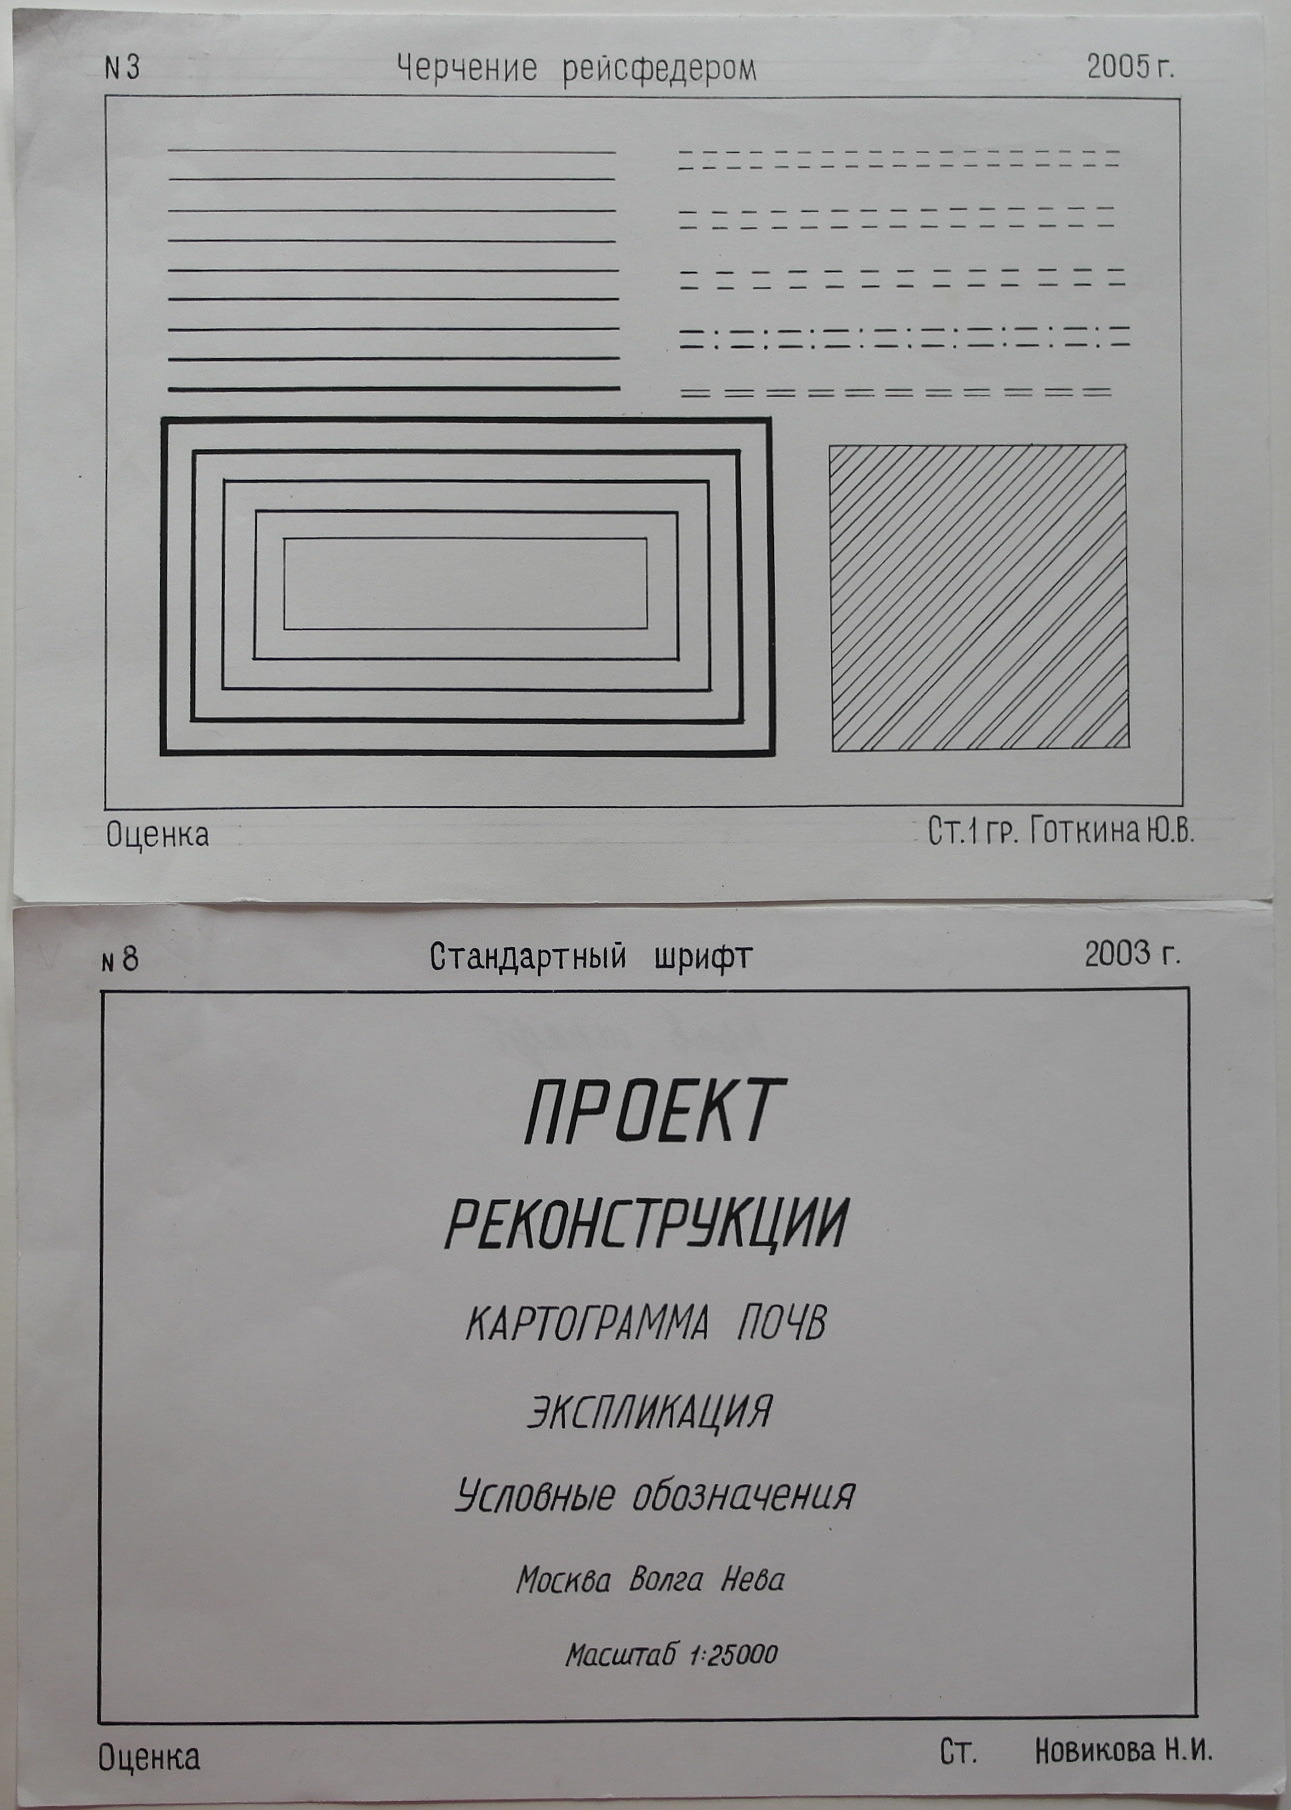 N 3 Черчение рейсфедером 2005 г.
Оценка Ст. 1 гр. Готкина Ю.В.
N 8 Стандартный шрифт 2003 г.
ПРОЕКТ
РЕКОНСТРУКЦИИ
КАРТОГРАММА ПОЧВ
ЭКСПЛИКАЦИЯ
Условные обозначения
Москва Волга Нева
Масштаб 1:25000
Оценка Ст. Новикова Н.И.